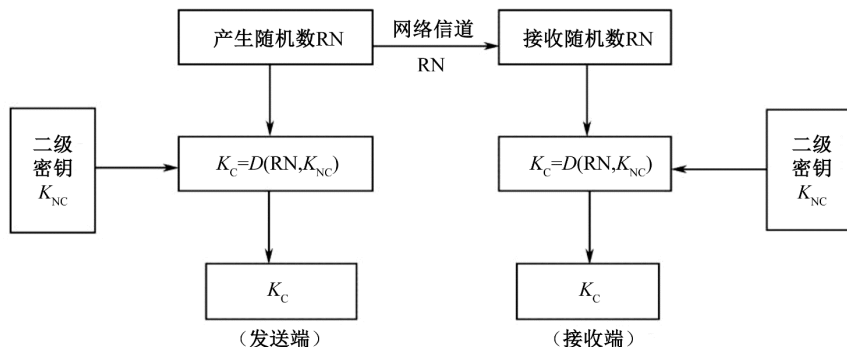 产生随机数RN
网络信道
RN
接收随机数RN
二级
密钥
K_NC
K_C=D(RN,K_NC)
K_C=D(RN,K_NC)
二级
密钥
K_NC
K_C
K_C
（发送端）
（接收端）